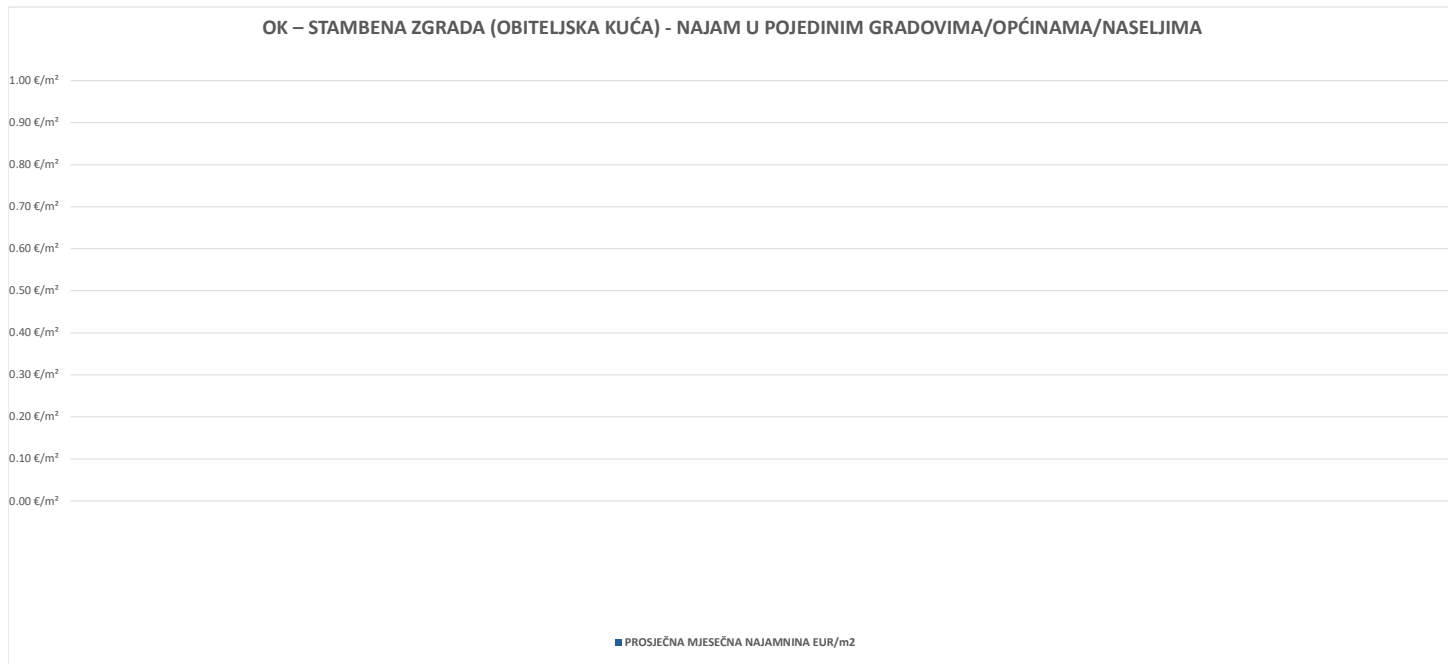 OK – STAMBENA ZGRADA (OBITELJSKA KUĆA) - NAJAM U POJEDINIM GRADOVIMA/OPĆINAMA/NASELJIMA
1.00 €/m²
0.90 €/m²
0.80 €/m²
0.70 €/m²
0.60 €/m²
0.50 €/m²
0.40 €/m²
0.30 €/m²
0.20 €/m²
0.10 €/m²
0.00 €/m²
PROSJEČNA MJESEČNA NAJAMNINA EUR/m2